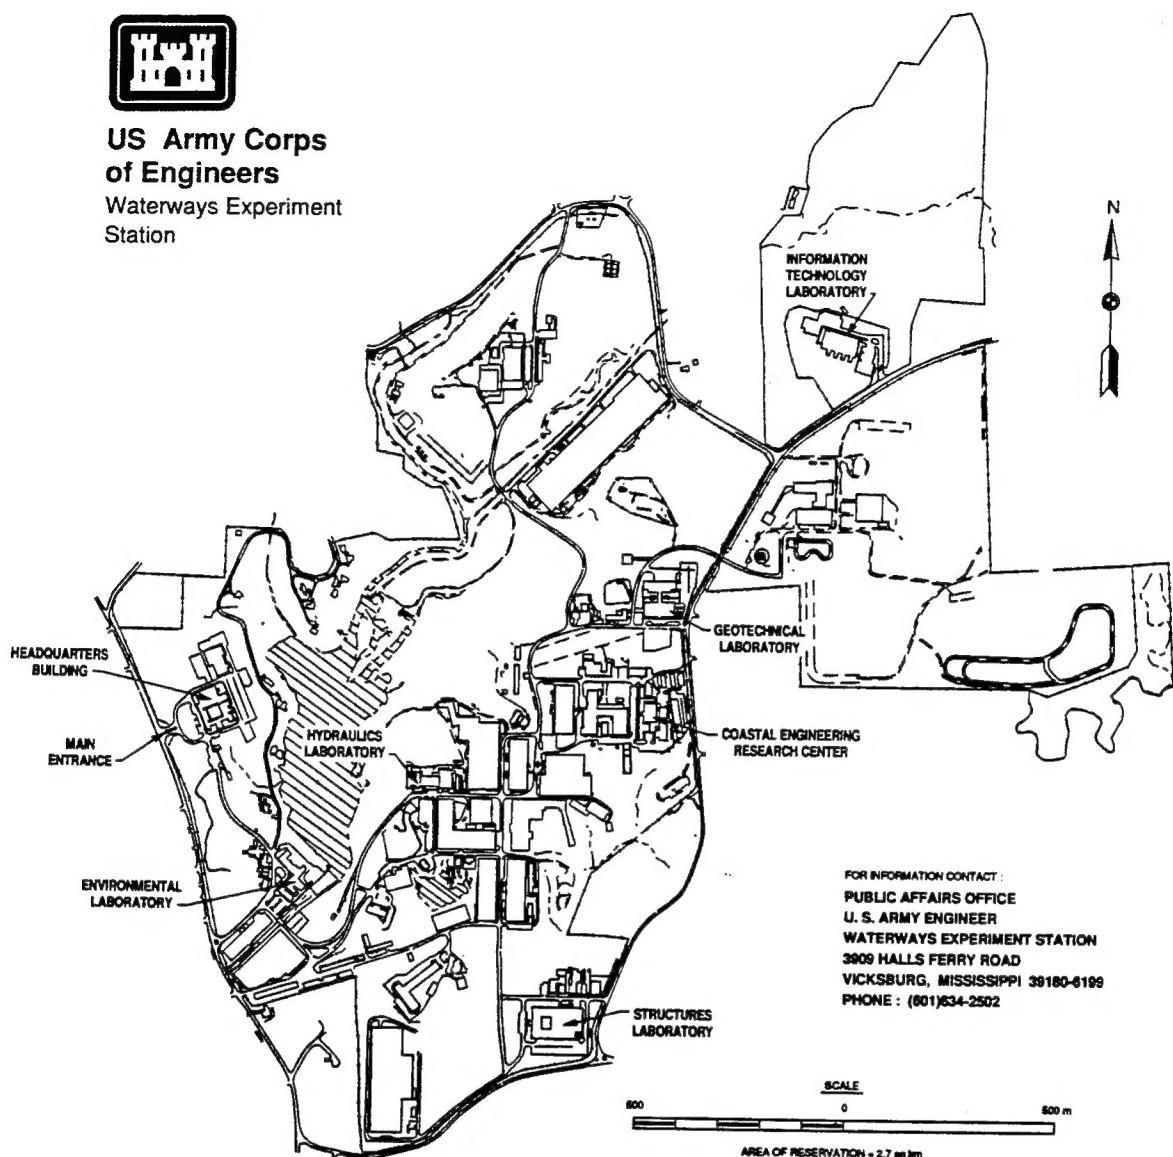 US Army Corps
of Engineers
Waterways Experiment
Station
N
INFORMATION
TECHNOLOGY
LABORATORY
GEOTECHNICAL
LABORATORY
HEADQUARTERS
BUILDING
MAIN
ENTRANCE
HYDRAULICS
LABORATORY
COASTAL ENGINEERING
RESEARCH CENTER
ENVIRONMENTAL
LABORATORY
STRUCTURES
LABORATORY
FOR INFORMATION CONTACT :
PUBLIC AFFAIRS OFFICE
U. S. ARMY ENGINEER
WATERWAYS EXPERIMENT STATION
3909 HALLS FERRY ROAD
VICKSBURG, MISSISSIPPI 39180-6199
PHONE : (601)634-2502
SCALE
500 0 500 m
AREA OF RESERVATION = 2.7 sq km